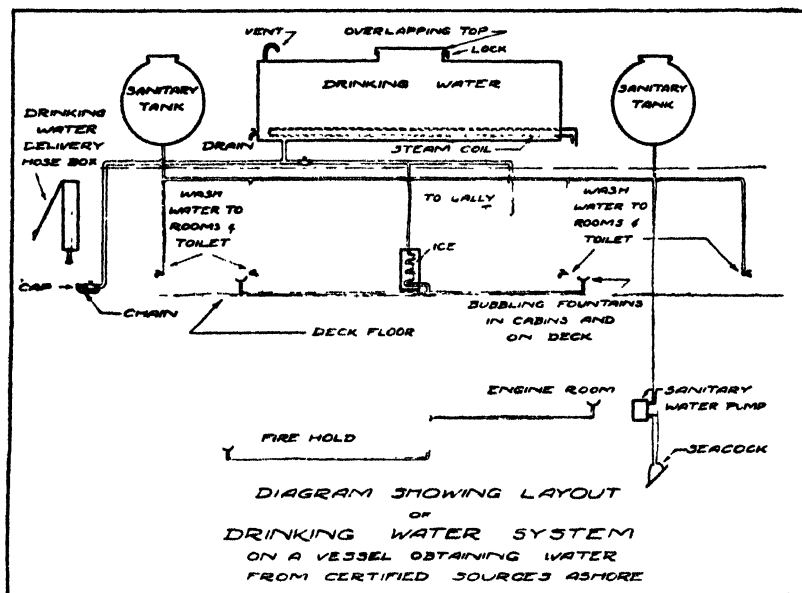 VENT
OVERLAPPING TOP
LOCK
SANITARY
TANK
DRINKING WATER
SANITARY
TANK
DRINKING
WATER
DELIVERY
HOSE BOX
DRAIN
STEAM COIL
WASH
WATER TO
ROOMS &
TOILET
TO GALLY
WASH
WATER TO
ROOMS &
TOILET
ICE
CAP
CHAIN
DECK FLOOR
BUBBLING FOUNTAINS
IN CABINS AND
ON DECK
ENGINE ROOM
SANITARY
WATER PUMP
FIRE HOLD
SEACOCK
DIAGRAM SHOWING LAYOUT
OF
DRINKING WATER SYSTEM
ON A VESSEL OBTAINING WATER
FROM CERTIFIED SOURCES ASHORE